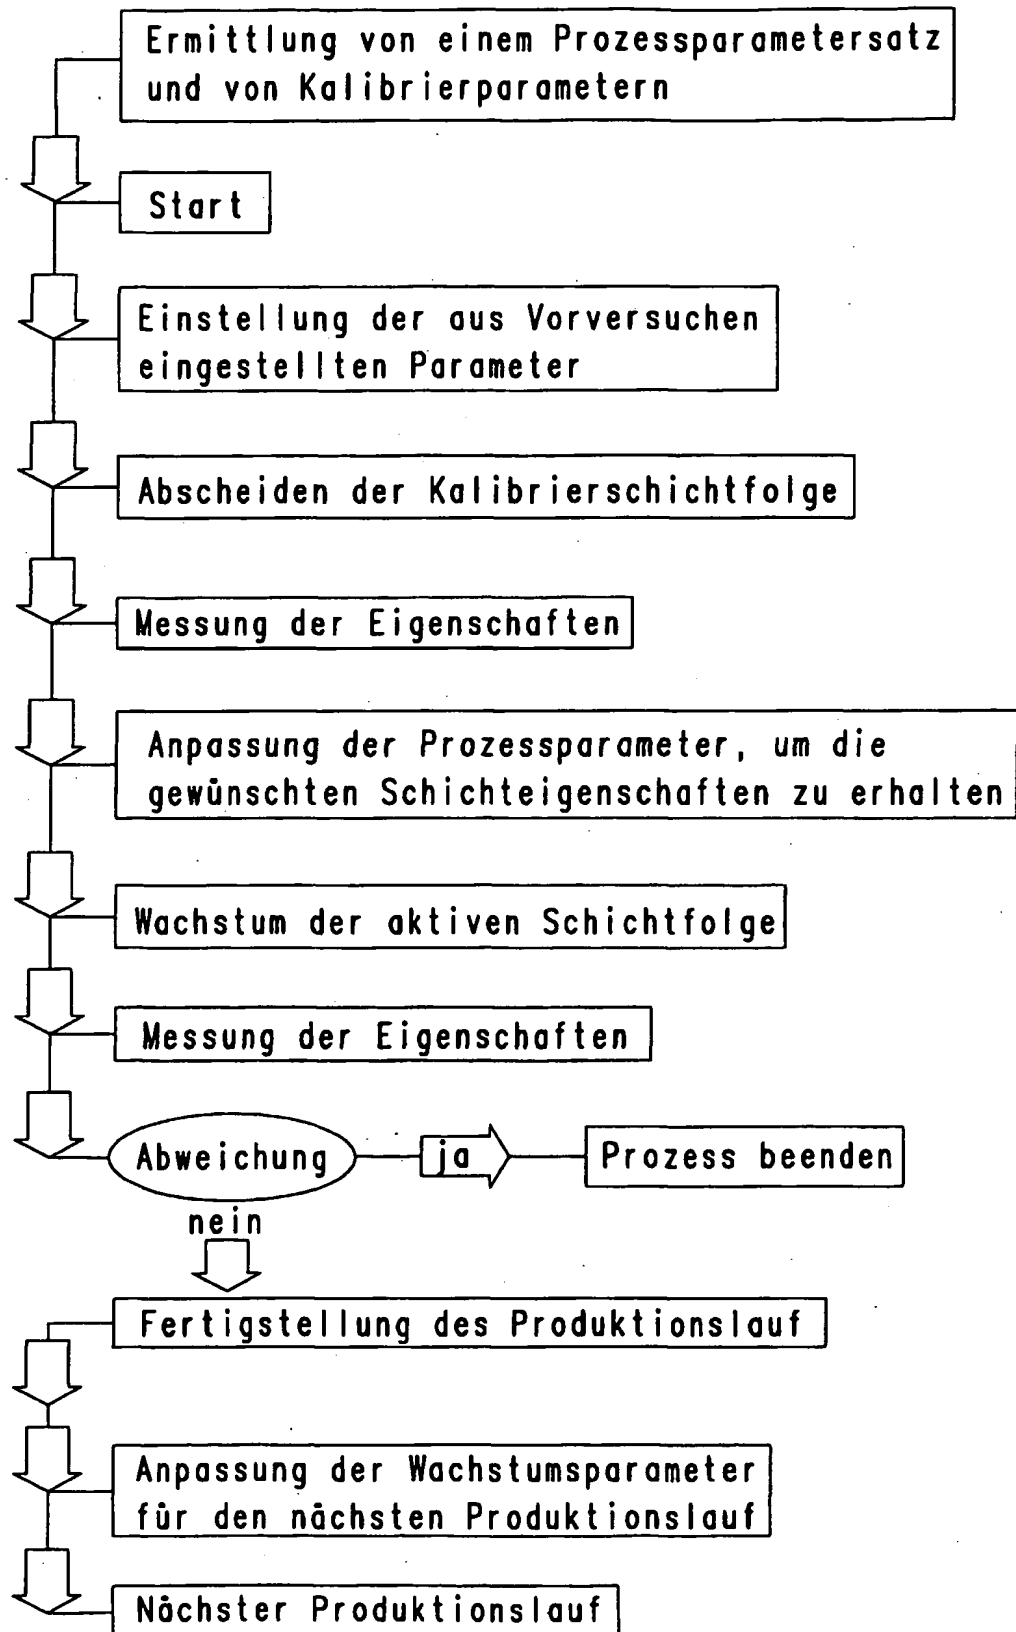 Ermittlung von einem Prozessparametersatz
und von Kalibrierparametern
Start
Einstellung der aus Vorversuchen
eingestellten Parameter
Abscheiden der Kalibrierschichtfolge
Messung der Eigenschaften
Anpassung der Prozessparameter, um die
gewünschten Schichteigenschaften zu erhalten
Wachstum der aktiven Schichtfolge
Messung der Eigenschaften
Abweichung
ja
Prozess beenden
nein
Fertigstellung des Produktionslauf
Anpassung der Wachstumsparameter
für den nächsten Produktionslauf
Nächster Produktionslauf